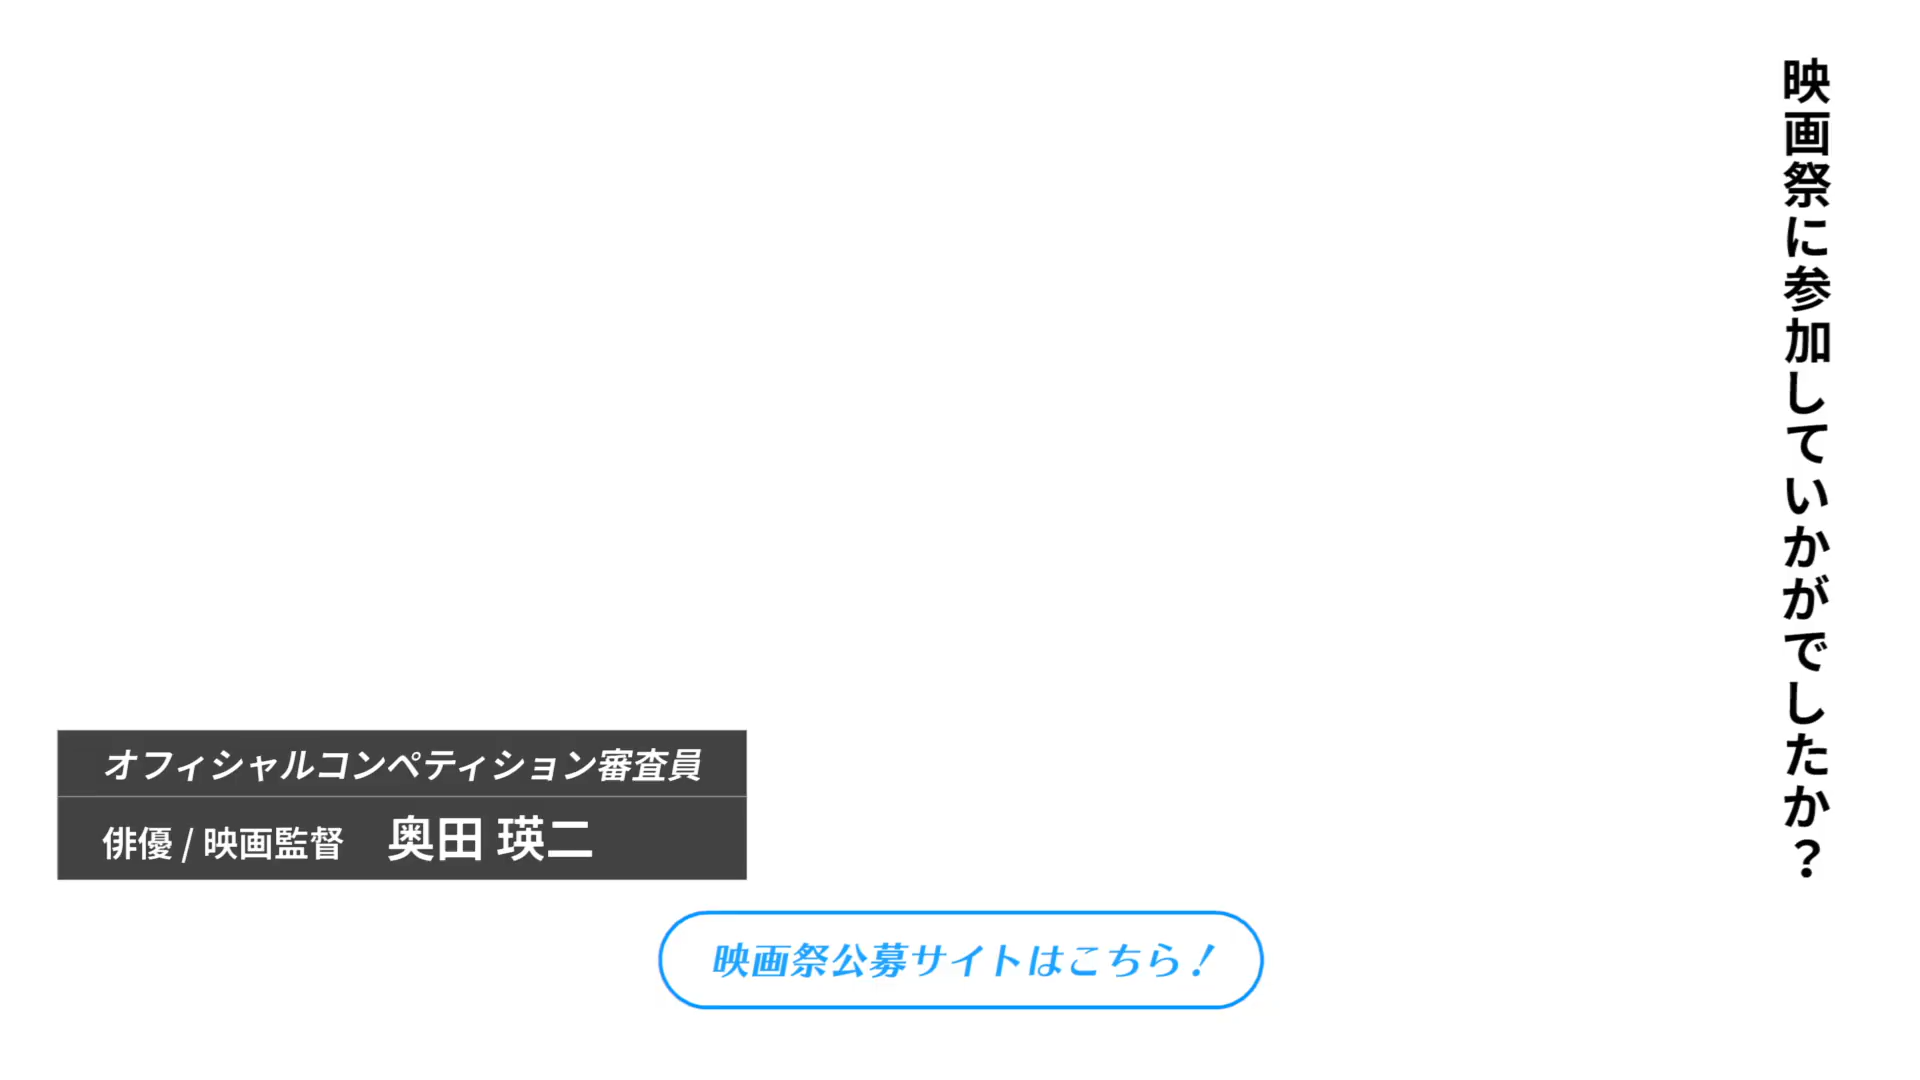 映画祭に参加していかがでしたか？
オフィシャルコンペティション審査員
俳優 / 映画監督　奥田 瑛二
映画祭公募サイトはこちら！